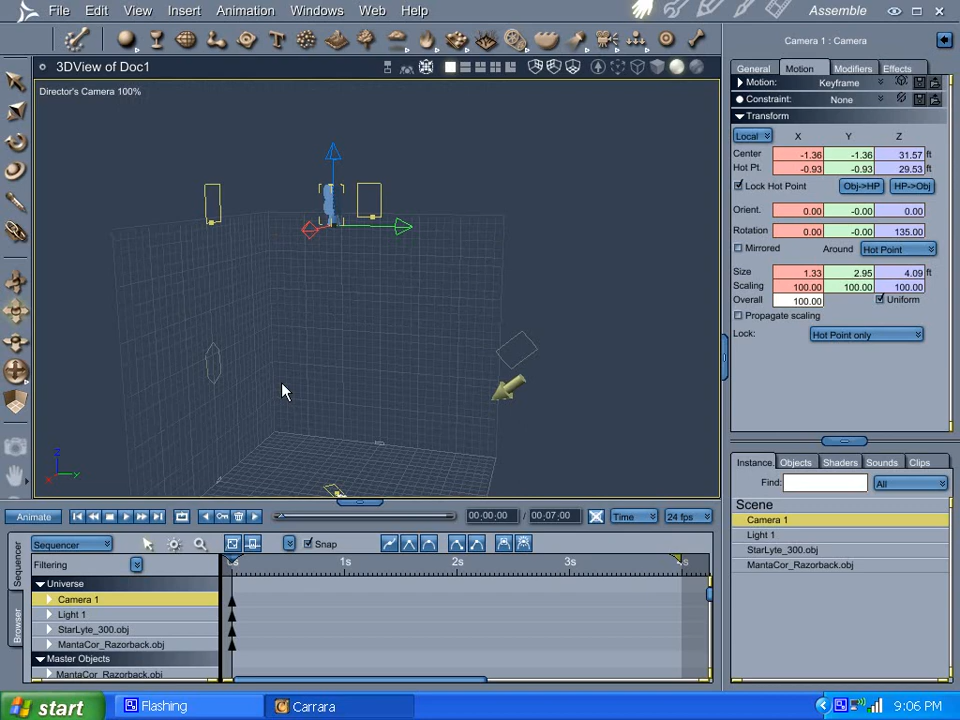 File Edit View Insert Animation Windows Web Help Assemble
3DView of Doc1
Camera 1 : Camera
Director's Camera 100%
General Motion Modifiers Effects
Motion: Keyframe
Constraint: None
Transform
Local X Y Z
Center -1.36 -1.36 31.57 ft
Hot Pt. -0.93 -0.93 29.53 ft
Lock Hot Point Obj->HP HP->Obj
Orient. 0.00 -0.00 0.00
Rotation 0.00 -0.00 135.00
Mirrored Around Hot Point
Size 1.33 2.95 4.09 ft
Scaling 100.00 100.00 100.00
Overall 100.00 Uniform
Propagate scaling
Lock: Hot Point only
Z
X Y
Instance. Objects Shaders Sounds Clips
Find: All
Scene
Camera 1
Light 1
StarLyte_300.obj
MantaCor_Razorback.obj
Animate 00:00:00 / 00:07:00 Time 24 fps
Sequencer Snap
Filtering 0s 1s 2s 3s 4s
Universe
Camera 1
Light 1
StarLyte_300.obj
MantaCor_Razorback.obj
Master Objects
MantaCor_Razorback.obj
Sequencer
Browser
start Flashing Carrara 9:06 PM